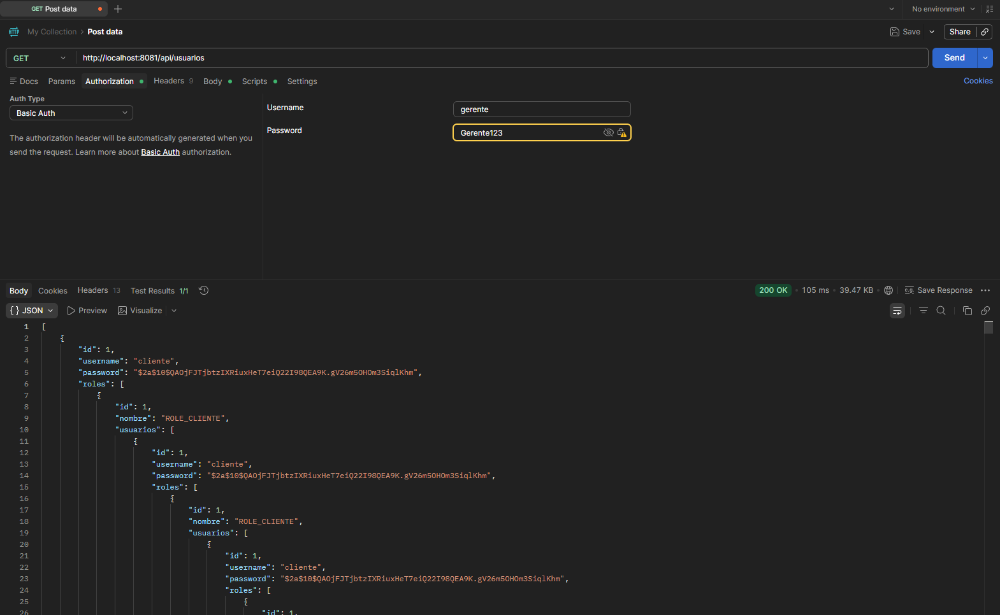 GET Post data
No environment
My Collection > Post data
Save
Share
GET
http://localhost:8081/api/usuarios
Send
Docs Params Authorization Headers 9 Body Scripts Settings
Cookies
Auth Type
Basic Auth
The authorization header will be automatically generated when you
send the request. Learn more about Basic Auth authorization.
Username
gerente
Password
Gerente123
Body Cookies Headers 13 Test Results 1/1
200 OK • 105 ms • 39.47 KB • e.g. Save Response
{} JSON Preview Visualize
1 [
2 {
3 "id": 1,
4 "username": "cliente",
5 "password": "$2a$10$QAOjFJTjbtzIXRiuxHeT7eiQ22I98QEA9K.gV26m5OHOm3SiqlKhm",
6 "roles": [
7 {
8 "id": 1,
9 "nombre": "ROLE_CLIENTE",
10 "usuarios": [
11 {
12 "id": 1,
13 "username": "cliente",
14 "password": "$2a$10$QAOjFJTjbtzIXRiuxHeT7eiQ22I98QEA9K.gV26m5OHOm3SiqlKhm",
15 "roles": [
16 {
17 "id": 1,
18 "nombre": "ROLE_CLIENTE",
19 "usuarios": [
20 {
21 "id": 1,
22 "username": "cliente",
23 "password": "$2a$10$QAOjFJTjbtzIXRiuxHeT7eiQ22I98QEA9K.gV26m5OHOm3SiqlKhm",
24 "roles": [
25 {
26 "id": 1,